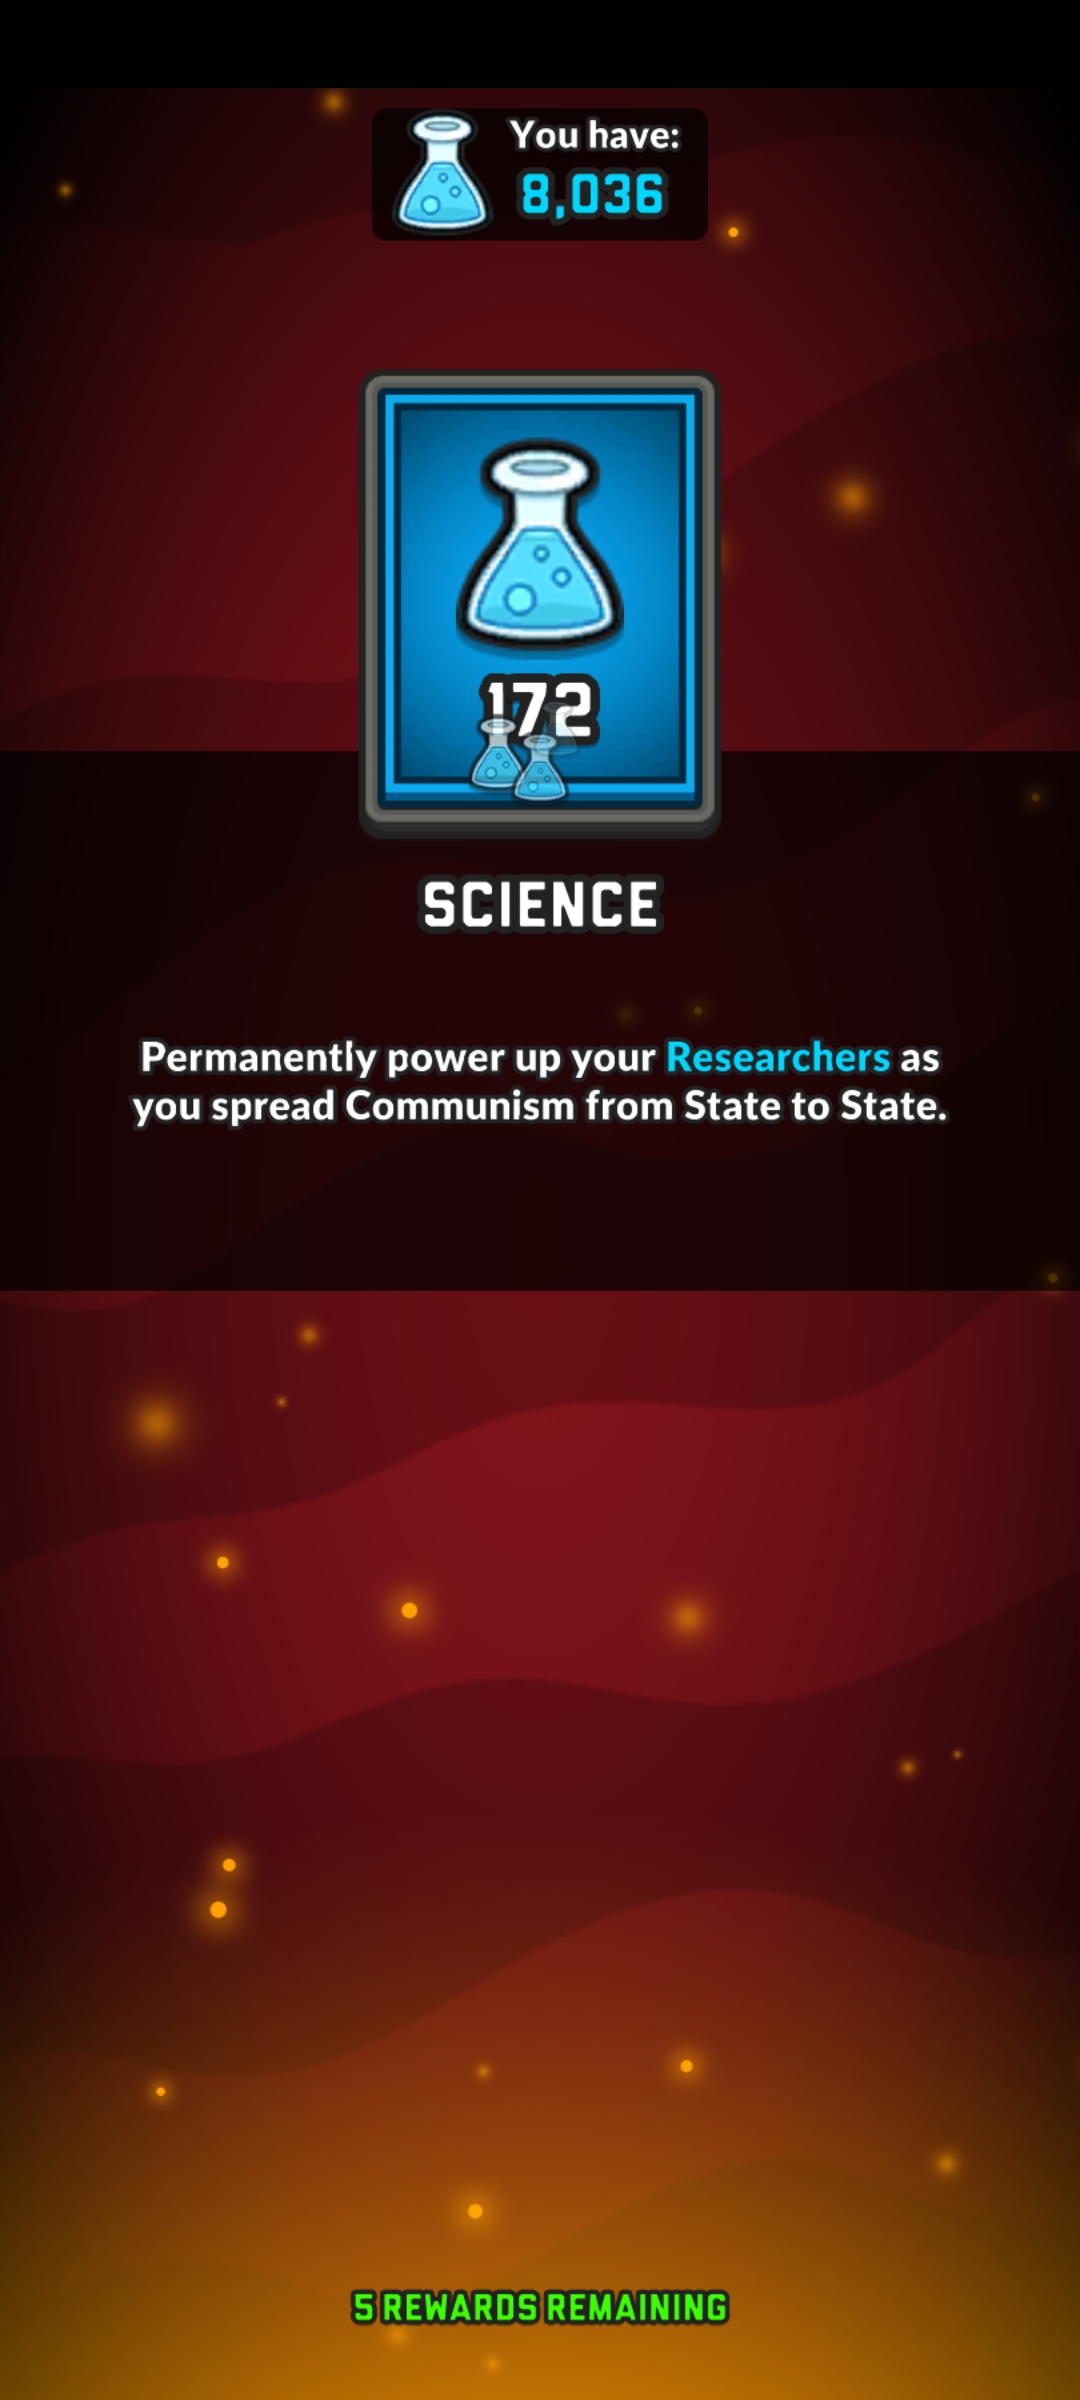 You have:
8,036
172
SCIENCE
Permanently power up your Researchers as
you spread Communism from State to State.
5 REWARDS REMAINING